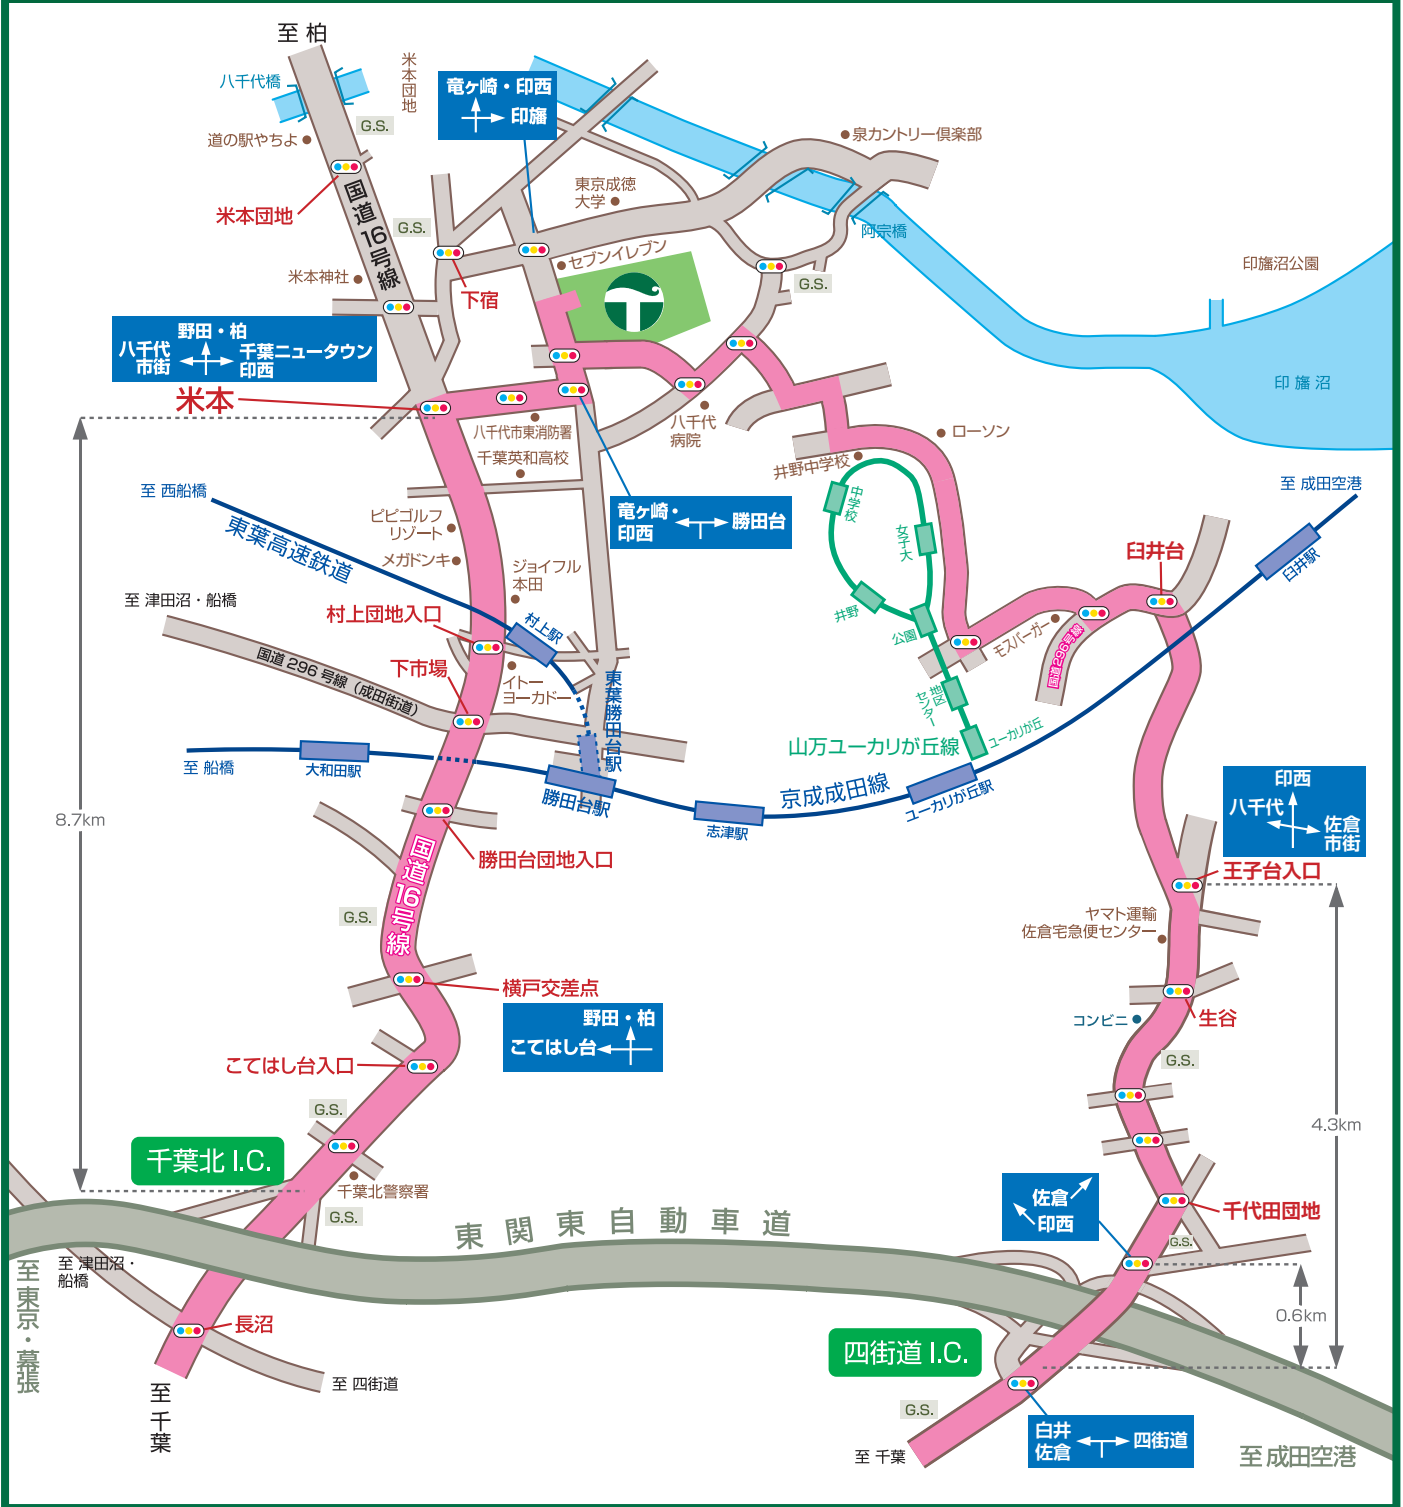 至 柏
八千代橋
米本団地
G.S.
道の駅やちよ
米本団地
国道16号線
竜ヶ崎・印西
印旛
泉カントリー倶楽部
東京成徳
大学
G.S.
阿宗橋
セブンイレブン
米本神社
下宿
G.S.
印旛沼公園
野田・柏
八千代
市街
千葉ニュータウン
印西
米本
印旛沼
八千代市東消防署
千葉英和高校
八千代
病院
ローソン
井野中学校
至 西船橋
東葉高速鉄道
ピピゴルフ
リゾート
メガドンキ
竜ヶ崎・
印西
勝田台
中学校
女子大
井野
公園
地区
センター
ユーカリが丘
山万ユーカリが丘線
至 成田空港
臼井駅
臼井台
モスバーガー
国道296号線
至 津田沼・船橋
村上団地入口
ジョイフル
本田
村上駅
国道296号線（成田街道）
下市場
イトー
ヨーカドー
東葉勝田台駅
至 船橋
大和田駅
勝田台駅
志津駅
京成成田線
ユーカリが丘駅
8.7km
勝田台団地入口
国道16号線
G.S.
印西
八千代
佐倉
市街
王子台入口
ヤマト運輸
佐倉宅急便センター
横戸交差点
野田・柏
こてはし台
コンビニ
生谷
G.S.
こてはし台入口
G.S.
4.3km
千葉北 I.C.
千葉北警察署
G.S.
佐倉
印西
千代田団地
G.S.
東関東自動車道
至 津田沼・
船橋
至東京・幕張
長沼
0.6km
四街道 I.C.
至 四街道
至 千葉
G.S.
至 千葉
白井
佐倉
四街道
至 成田空港